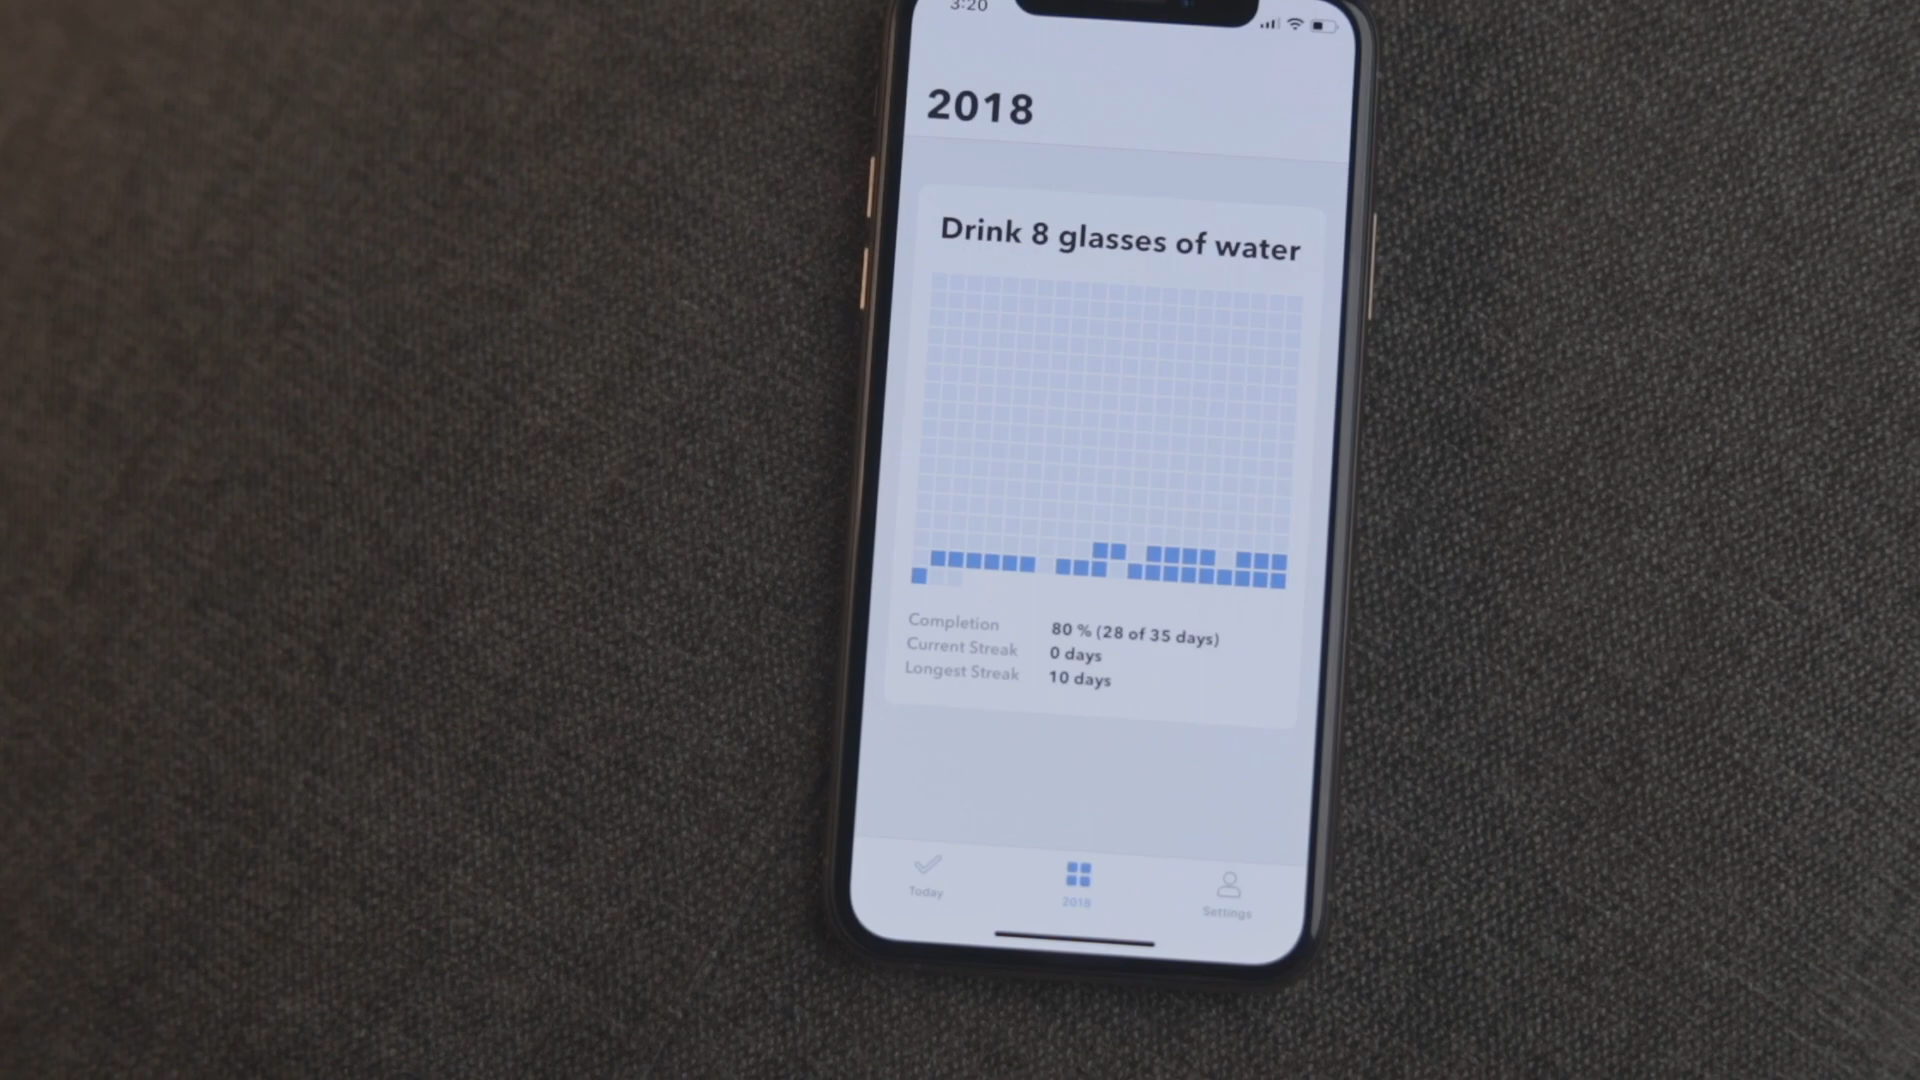 3:20
2018
Drink 8 glasses of water
Completion 80 % (28 of 35 days)
Current Streak 0 days
Longest Streak 10 days
Today 2018 Settings